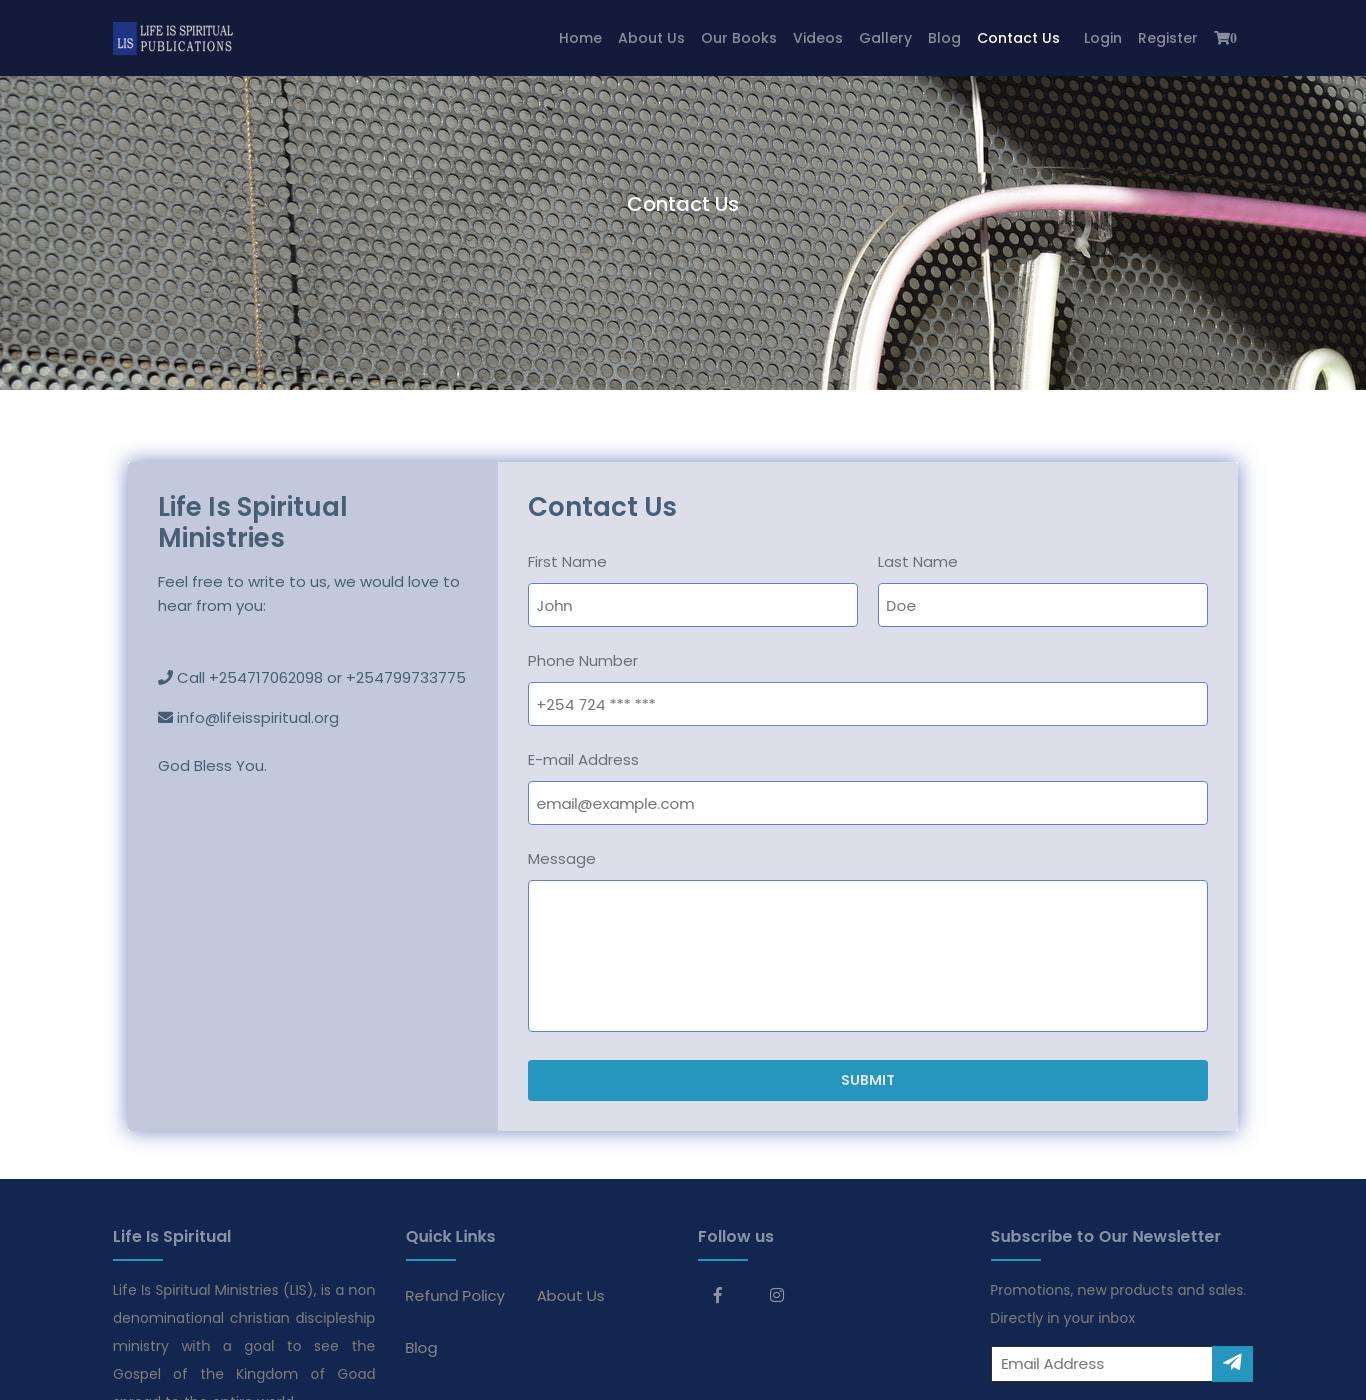 LIS LIFE IS SPIRITUAL
PUBLICATIONS
Home About Us Our Books Videos Gallery Blog Contact Us Login Register 0
Contact Us
Life Is Spiritual
Ministries
Feel free to write to us, we would love to
hear from you:
Call +254717062098 or +254799733775
info@lifeisspiritual.org
God Bless You.
Contact Us
First Name Last Name
John Doe
Phone Number
+254 724 *** ***
E-mail Address
email@example.com
Message
SUBMIT
Life Is Spiritual
Life Is Spiritual Ministries (LIS), is a non
denominational christian discipleship
ministry with a goal to see the
Gospel of the Kingdom of Goad
spread to the entire world
Quick Links
Refund Policy About Us
Blog
Follow us
Subscribe to Our Newsletter
Promotions, new products and sales.
Directly in your inbox
Email Address